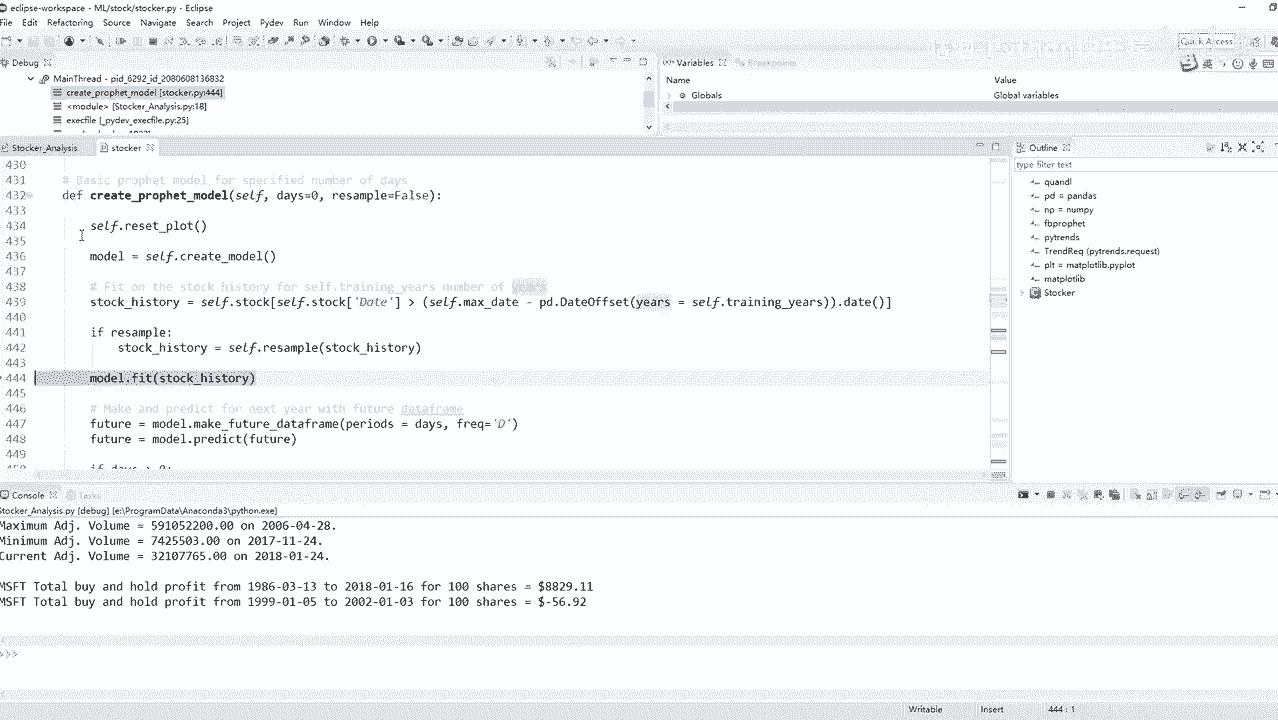 eclipse-workspace - ML/stock/stocker.py - Eclipse
File Edit Refactoring Source Navigate Search Project Pydev Run Window Help
Quick Access
Debug
MainThread - pid_6292_id_2080608136832
create_prophet_model [stocker.py:444]
<module> [Stocker_Analysis.py:18]
execfile [_pydev_execfile.py:25]
(x)= Variables Breakpoints
Name Value
Globals Global variables
Stocker_Analysis stocker
430
431 # Basic prophet model for specified number of days
432 def create_prophet_model(self, days=0, resample=False):
433
434 self.reset_plot()
435
436 model = self.create_model()
437
438 # Fit on the stock history for self.training_years number of years
439 stock_history = self.stock[self.stock['Date'] > (self.max_date - pd.DateOffset(years = self.training_years)).date()]
440
441 if resample:
442 stock_history = self.resample(stock_history)
443
444 model.fit(stock_history)
445
446 # Make and predict for next year with future dataframe
447 future = model.make_future_dataframe(periods = days, freq='D')
448 future = model.predict(future)
449
450 if days > 0:
Outline
type filter text
quandl
pd = pandas
np = numpy
fbprophet
pytrends
TrendReq (pytrends.request)
plt = matplotlib.pyplot
matplotlib
Stocker
Console Tasks
Stocker_Analysis.py [debug] [e:\ProgramData\Anaconda3\python.exe]
Maximum Adj. Volume = 591052200.00 on 2006-04-28.
Minimum Adj. Volume = 7425503.00 on 2017-11-24.
Current Adj. Volume = 32107765.00 on 2018-01-24.
MSFT Total buy and hold profit from 1986-03-13 to 2018-01-16 for 100 shares = $8829.11
MSFT Total buy and hold profit from 1999-01-05 to 2002-01-03 for 100 shares = $-56.92
>>>
Writable Insert 444 : 1